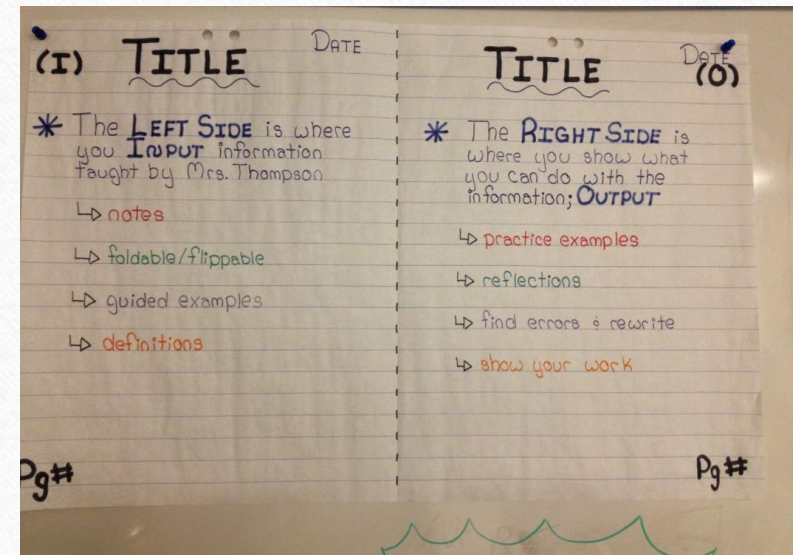 (I) TITLE DATE
* The LEFT SIDE is where
you INPUT information
taught by Mrs. Thompson
↳ notes
↳ foldable/flippable
↳ guided examples
↳ definitions
Pg#
TITLE DATE
(O)
* The RIGHT SIDE is
where you show what
you can do with the
information; OUTPUT
↳ practice examples
↳ reflections
↳ find errors & rewrite
↳ show your work
Pg#